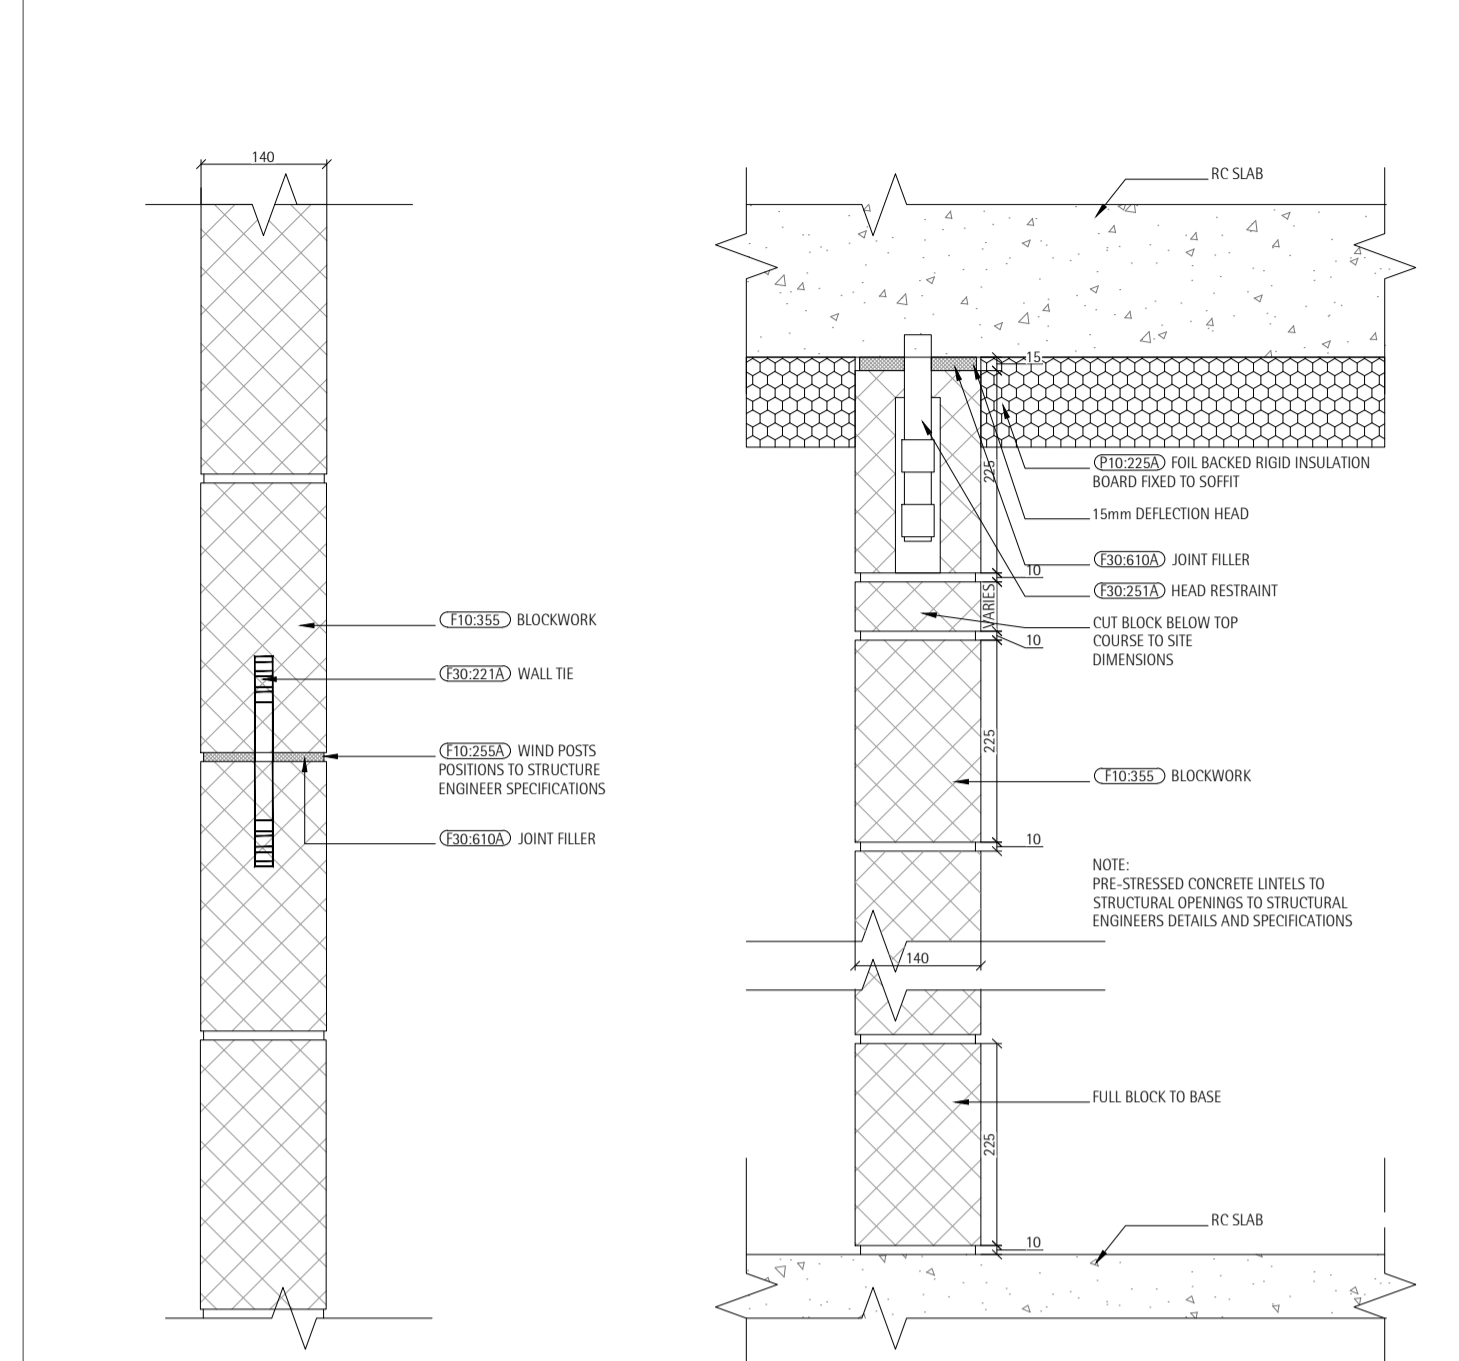 140
F10:355 BLOCKWORK
F30:221A WALL TIE
F10:255A WIND POSTS
POSITIONS TO STRUCTURE
ENGINEER SPECIFICATIONS
F30:610A JOINT FILLER
RC SLAB
15
P10:225A FOIL BACKED RIGID INSULATION
BOARD FIXED TO SOFFIT
225
15mm DEFLECTION HEAD
F30:610A JOINT FILLER
10
F30:251A HEAD RESTRAINT
VARIES
CUT BLOCK BELOW TOP
COURSE TO SITE
DIMENSIONS
10
225
F10:355 BLOCKWORK
10
NOTE:
PRE-STRESSED CONCRETE LINTELS TO
STRUCTURAL OPENINGS TO STRUCTURAL
ENGINEERS DETAILS AND SPECIFICATIONS
140
FULL BLOCK TO BASE
225
RC SLAB
10